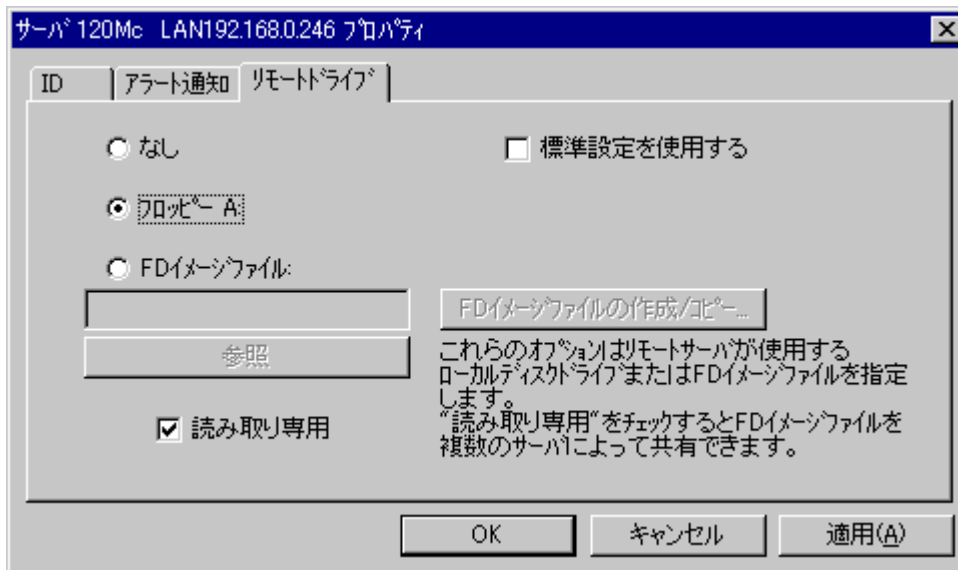 サーバ 120Mc LAN192.168.0.246 プロパティ
ID
アラート通知
リモートドライブ
なし
標準設定を使用する
フロッピー A:
FDイメージファイル:
FDイメージファイルの作成/コピー...
参照
これらのオプションはリモートサーバが使用する
ローカルディスクドライブまたはFDイメージファイルを指定
します。
“読み取り専用“をチェックするとFDイメージファイルを
複数のサーバによって共有できます。
読み取り専用
OK
キャンセル
適用(A)